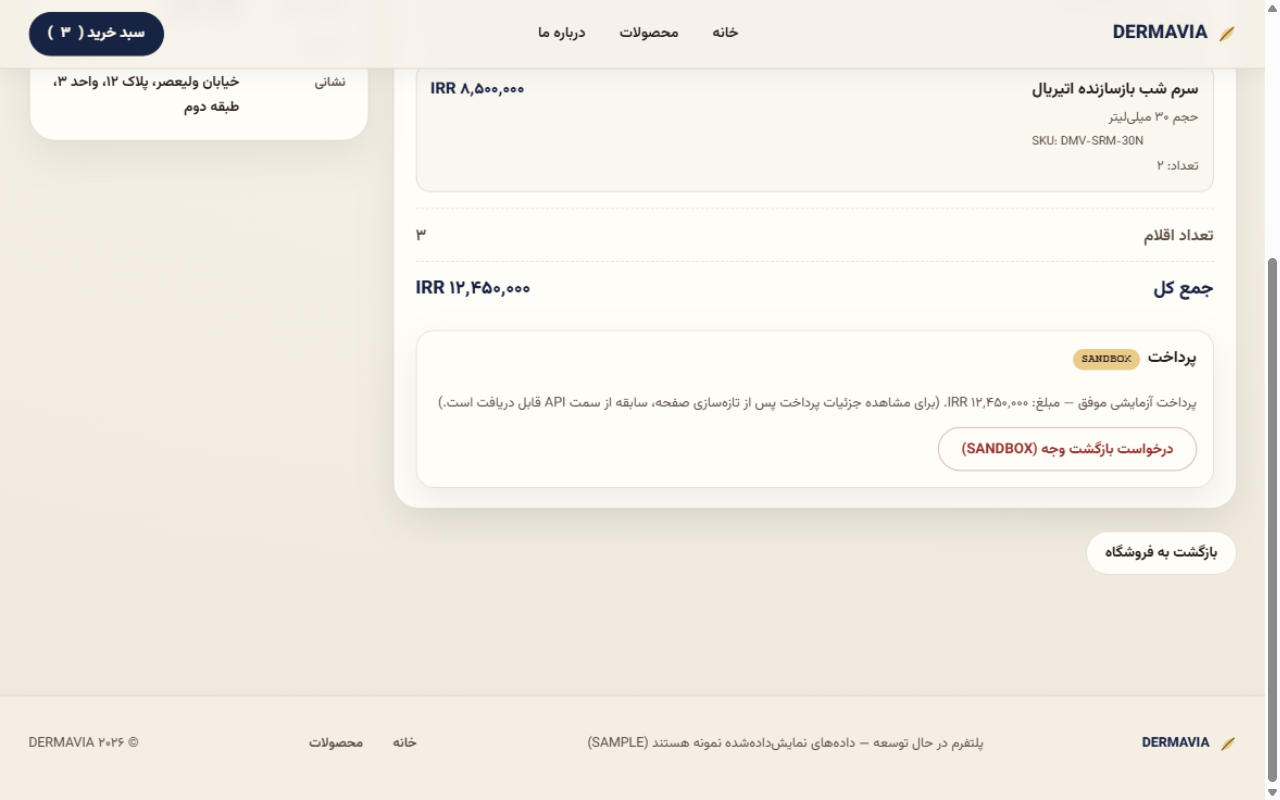 DERMAVIA
خانه
محصولات
درباره ما
سبد خرید ( ۳ )
سرم شب بازسازنده اتیریال
IRR ۸,۵۰۰,۰۰۰
حجم ۳۰ میلی‌لیتر
SKU: DMV-SRM-30N
تعداد: ۲
تعداد اقلام
۳
جمع کل
IRR ۱۲,۴۵۰,۰۰۰
پرداخت SANDBOX
پرداخت آزمایشی موفق — مبلغ: IRR ۱۲,۴۵۰,۰۰۰. (برای مشاهده جزئیات پرداخت پس از تازه‌سازی صفحه، سابقه از سمت API قابل دریافت است.)
درخواست بازگشت وجه (SANDBOX)
نشانی
خیابان ولیعصر، پلاک ۱۲، واحد ۳،
طبقه دوم
بازگشت به فروشگاه
DERMAVIA
پلتفرم در حال توسعه — داده‌های نمایش‌داده‌شده نمونه هستند (SAMPLE)
خانه
محصولات
© ۲۰۲۶ DERMAVIA